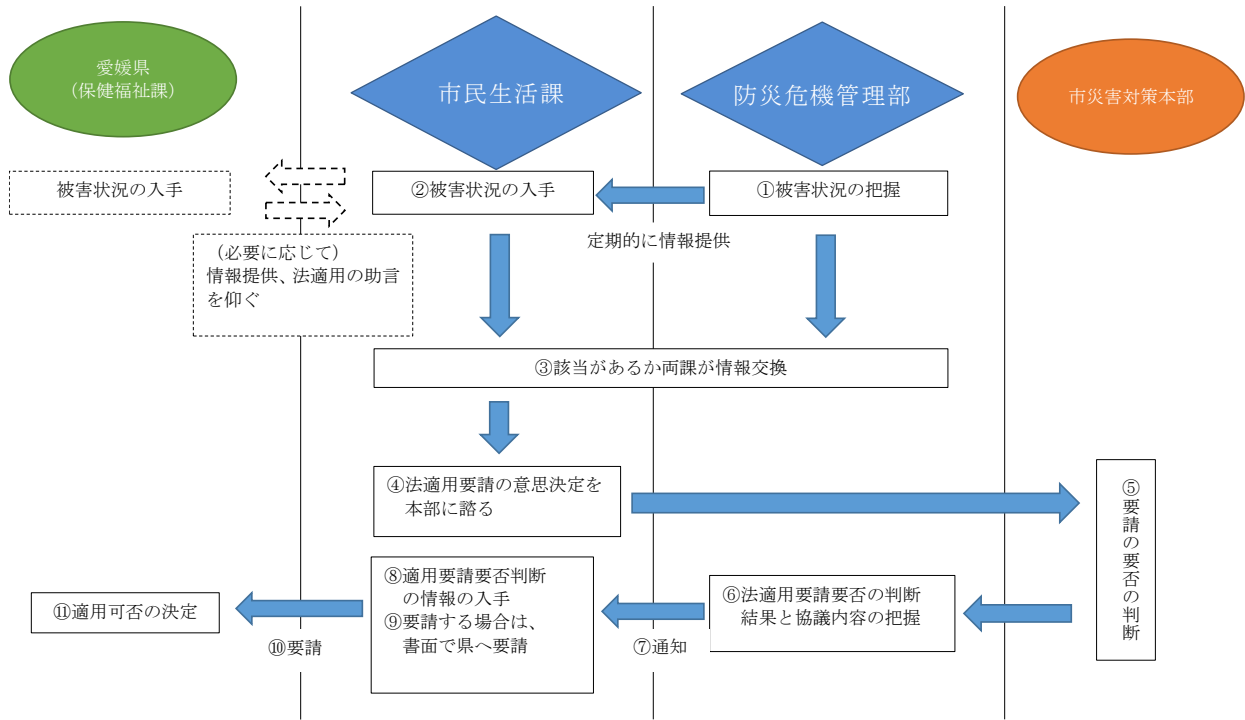 愛媛県
（保健福祉課）
市民生活課
防災危機管理部
市災害対策本部
被害状況の入手
②被害状況の入手
①被害状況の把握
定期的に情報提供
（必要に応じて）
情報提供、法適用の助言
を仰ぐ
③該当があるか両課が情報交換
④法適用要請の意思決定を
本部に諮る
⑤要請の要否の判断
⑥法適用要請要否の判断
結果と協議内容の把握
⑦通知
⑧適用要請要否判断
の情報の入手
⑨要請する場合は、
書面で県へ要請
⑩要請
⑪適用可否の決定